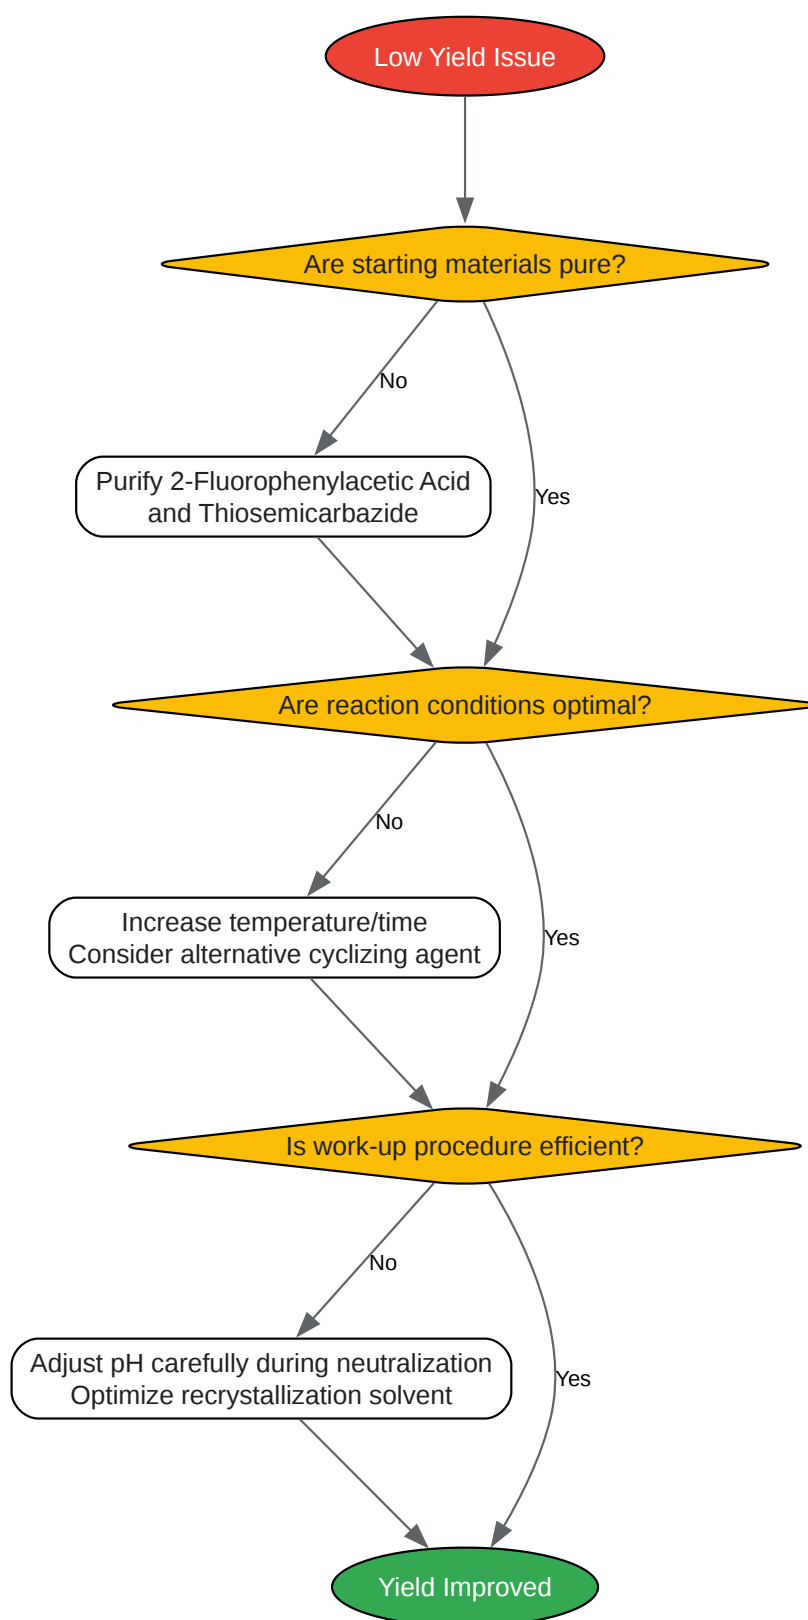 Low Yield Issue
Are starting materials pure?
No
Purify 2-Fluorophenylacetic Acid
and Thiosemicarbazide
Yes
Are reaction conditions optimal?
No
Increase temperature/time
Consider alternative cyclizing agent
Yes
Is work-up procedure efficient?
No
Adjust pH carefully during neutralization
Optimize recrystallization solvent
Yes
Yield Improved